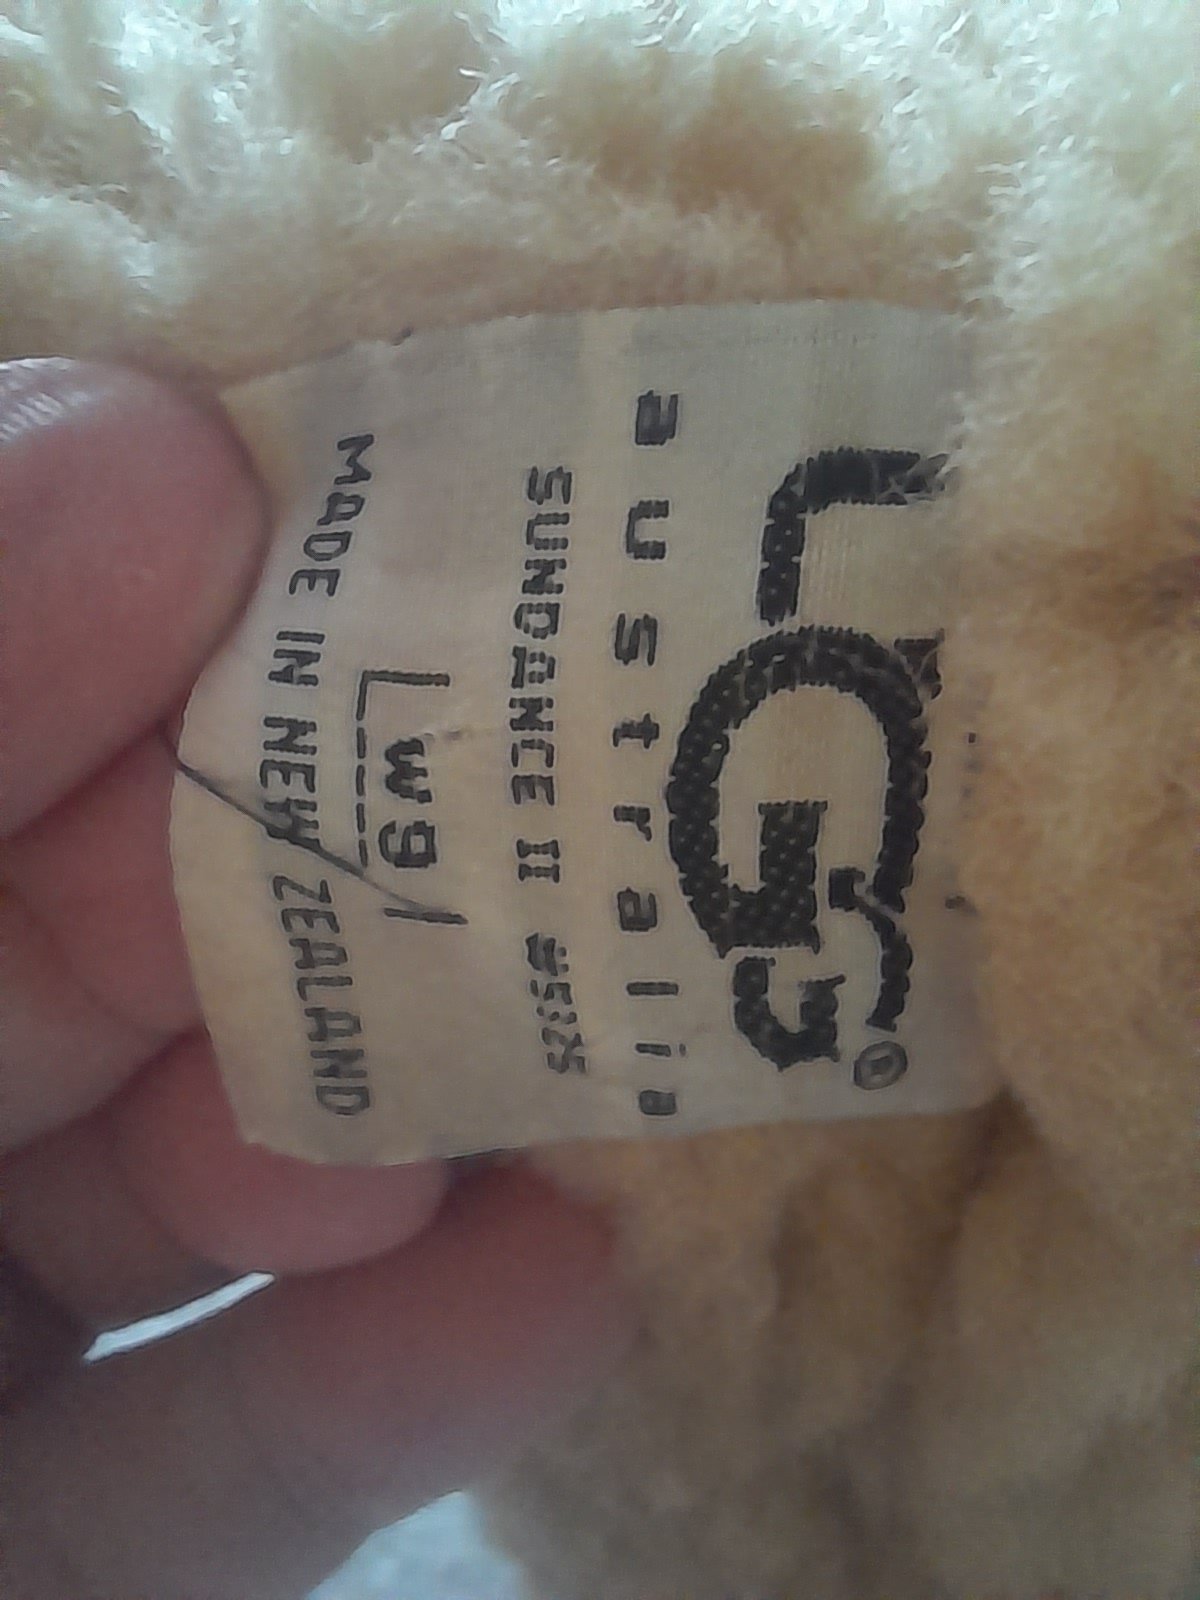 UGG®
australia
SUNDANCE II #5325
w9
MADE IN NEW ZEALAND